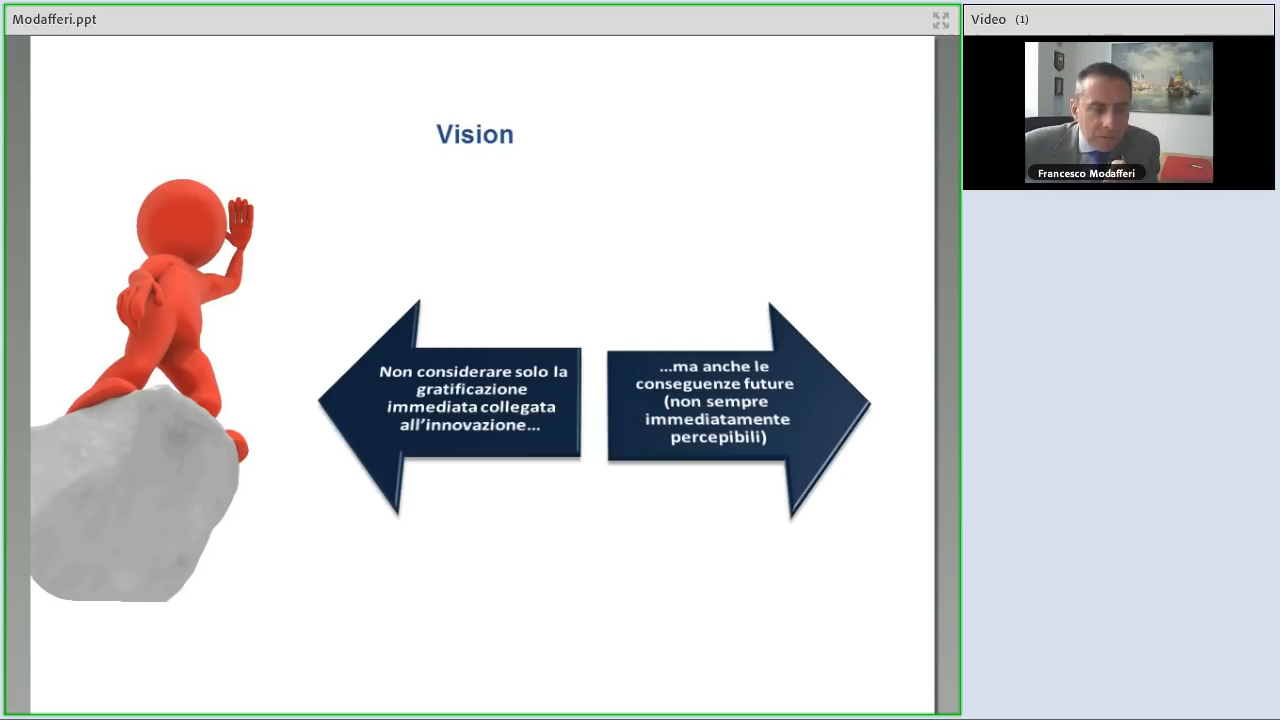 Modafferi.ppt
Video (1)
Francesco Modafferi
Vision
Non considerare solo la
gratificazione
immediata collegata
all'innovazione...
...ma anche le
conseguenze future
(non sempre
immediatamente
percepibili)